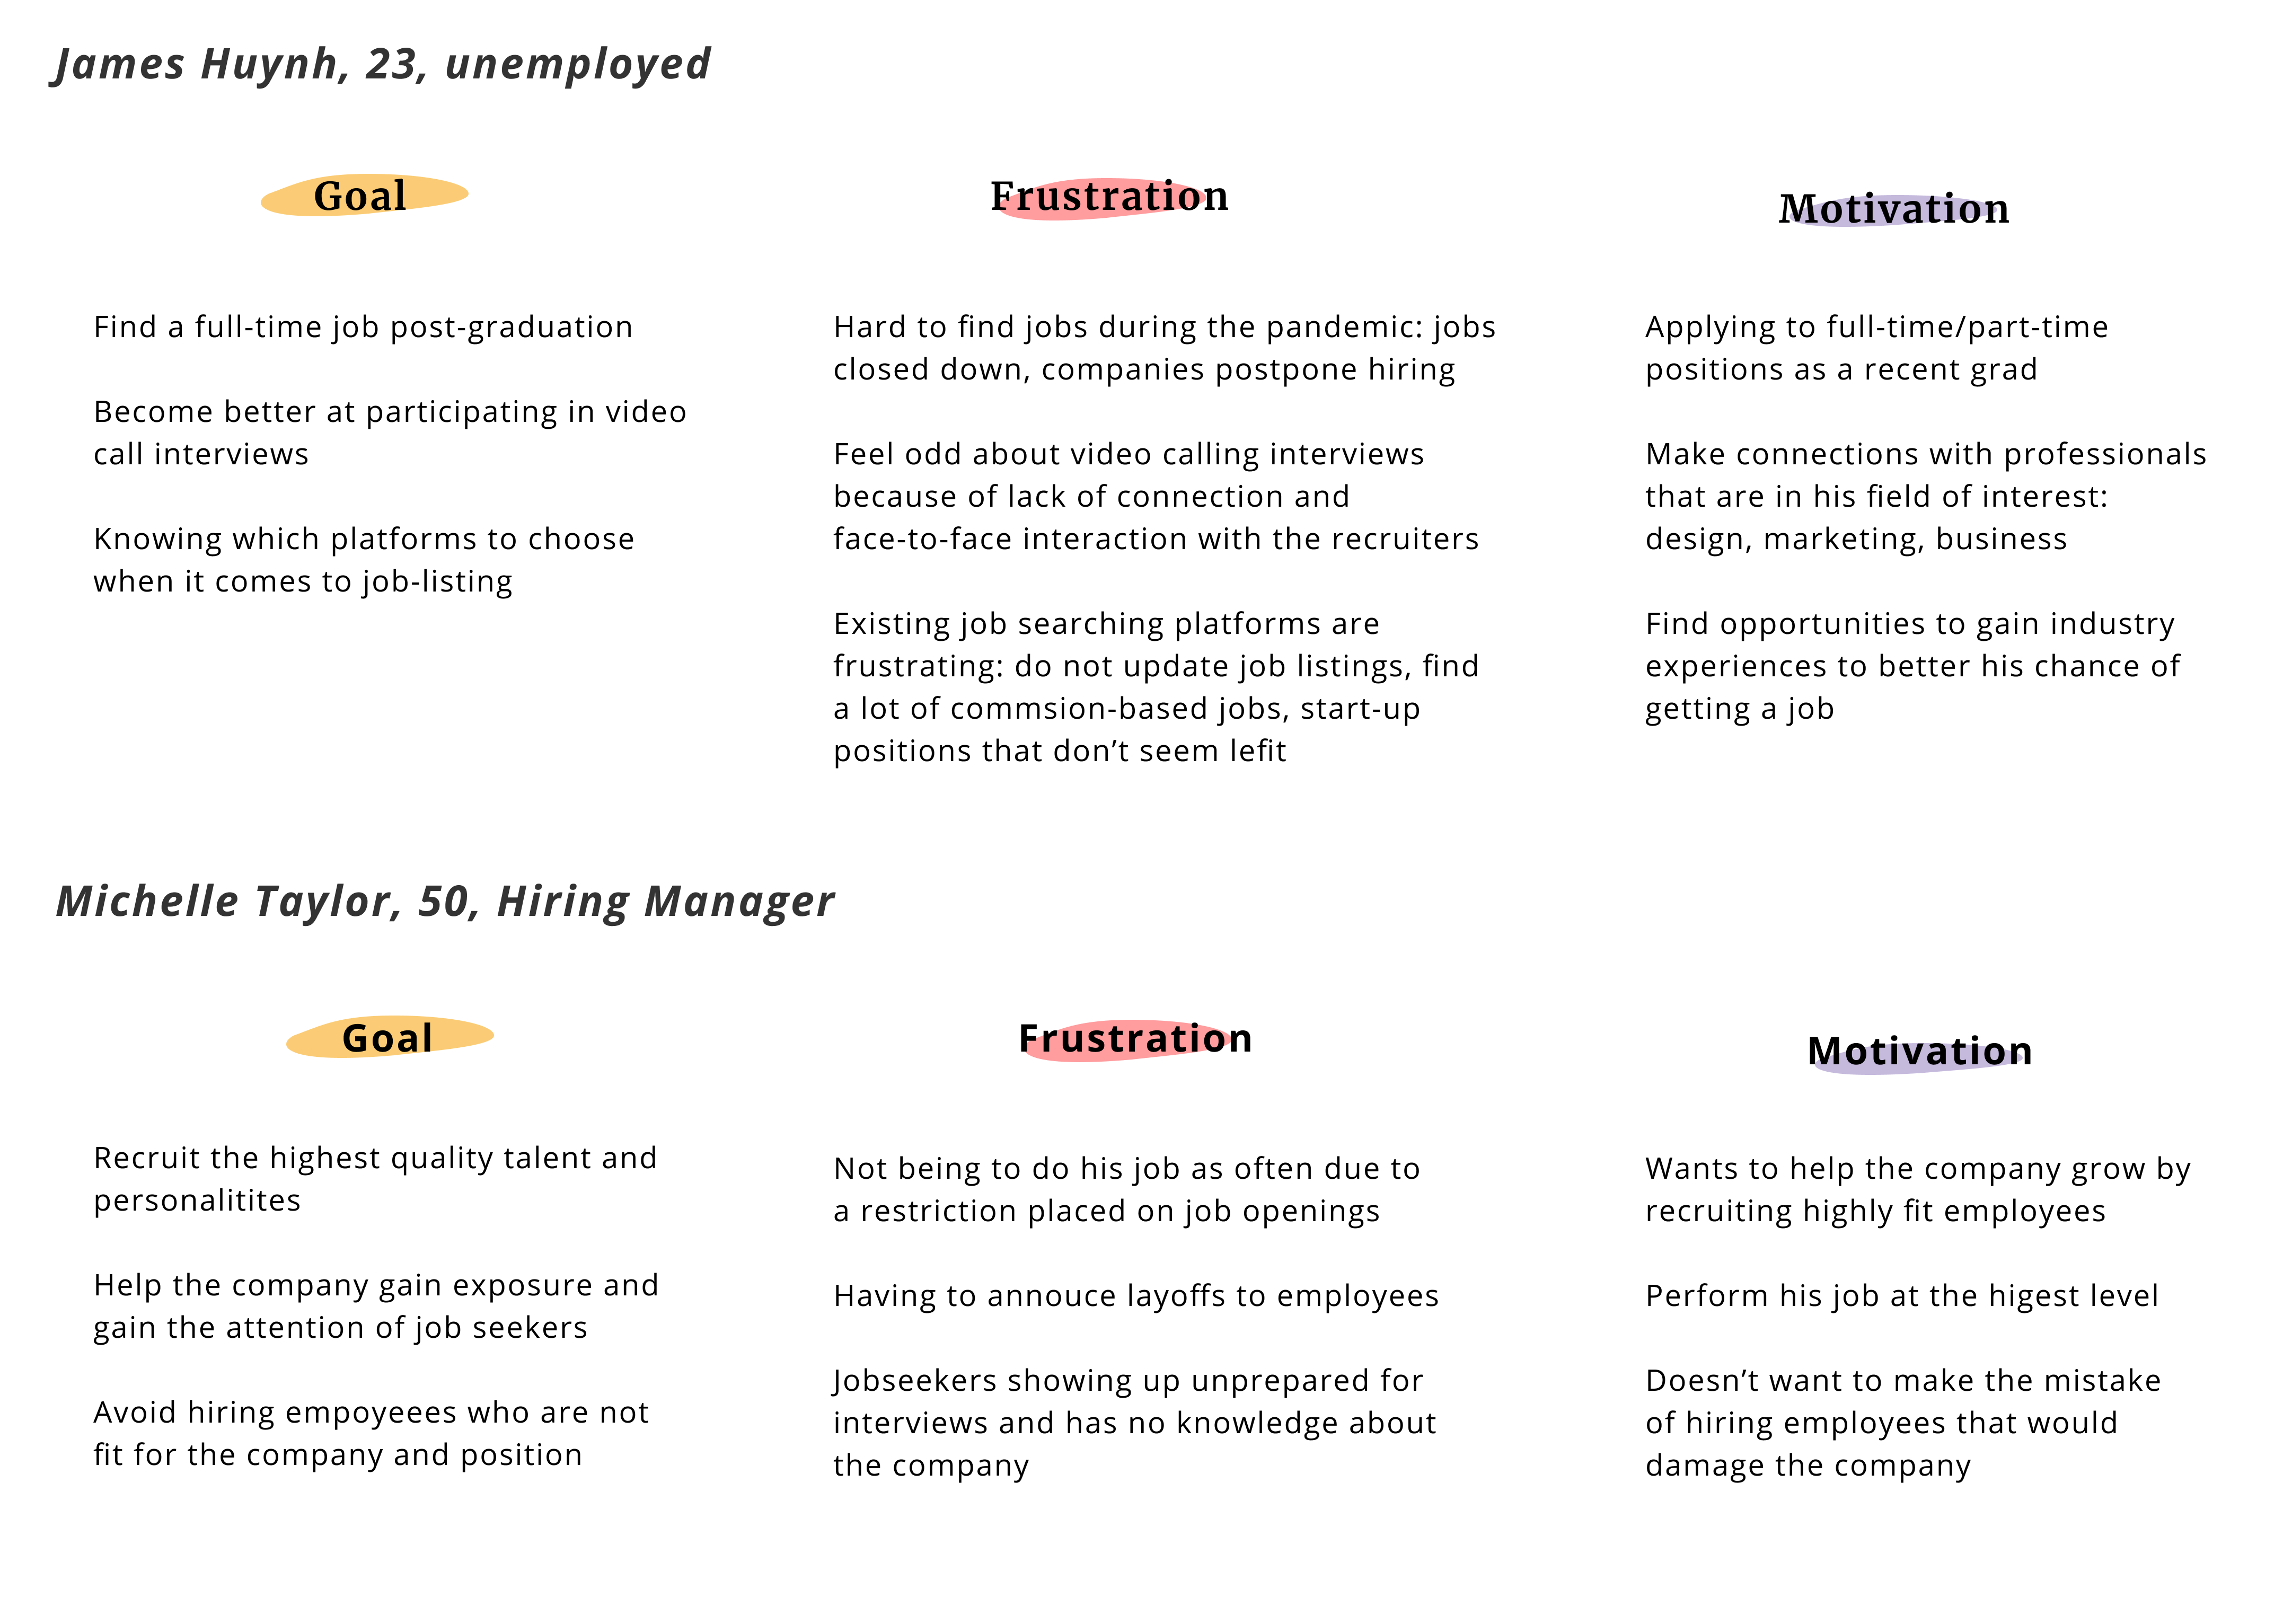 James Huynh, 23, unemployed
Goal
Find a full-time job post-graduation
Become better at participating in video
call interviews
Knowing which platforms to choose
when it comes to job-listing
Frustration
Hard to find jobs during the pandemic: jobs
closed down, companies postpone hiring
Feel odd about video calling interviews
because of lack of connection and
face-to-face interaction with the recruiters
Existing job searching platforms are
frustrating: do not update job listings, find
a lot of commsion-based jobs, start-up
positions that don’t seem lefit
Motivation
Applying to full-time/part-time
positions as a recent grad
Make connections with professionals
that are in his field of interest:
design, marketing, business
Find opportunities to gain industry
experiences to better his chance of
getting a job
Michelle Taylor, 50, Hiring Manager
Goal
Recruit the highest quality talent and
personalitites
Help the company gain exposure and
gain the attention of job seekers
Avoid hiring empoyeees who are not
fit for the company and position
Frustration
Not being to do his job as often due to
a restriction placed on job openings
Having to annouce layoffs to employees
Jobseekers showing up unprepared for
interviews and has no knowledge about
the company
Motivation
Wants to help the company grow by
recruiting highly fit employees
Perform his job at the higest level
Doesn’t want to make the mistake
of hiring employees that would
damage the company